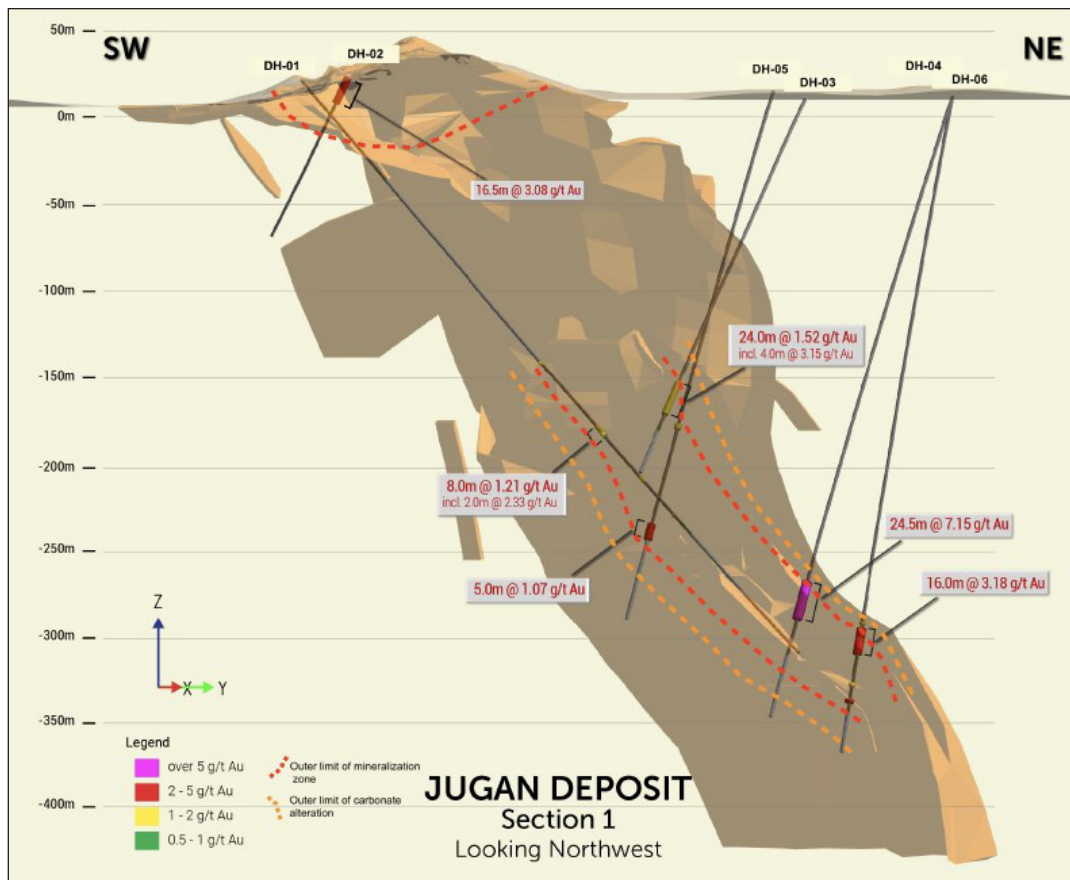 50m
SW
NE
DH-01
DH-02
DH-05
DH-03
DH-04
DH-06
0m
16.5m @ 3.08 g/t Au
-50m
-100m
24.0m @ 1.52 g/t Au
incl. 4.0m @ 3.15 g/t Au
-150m
-200m
8.0m @ 1.21 g/t Au
incl. 2.0m @ 2.33 g/t Au
24.5m @ 7.15 g/t Au
-250m
5.0m @ 1.07 g/t Au
16.0m @ 3.18 g/t Au
Z
-300m
X
Y
-350m
Legend
over 5 g/t Au
2 - 5 g/t Au
1 - 2 g/t Au
0.5 - 1 g/t Au
Outer limit of mineralization
zone
Outer limit of carbonate
alteration
-400m
JUGAN DEPOSIT
Section 1
Looking Northwest